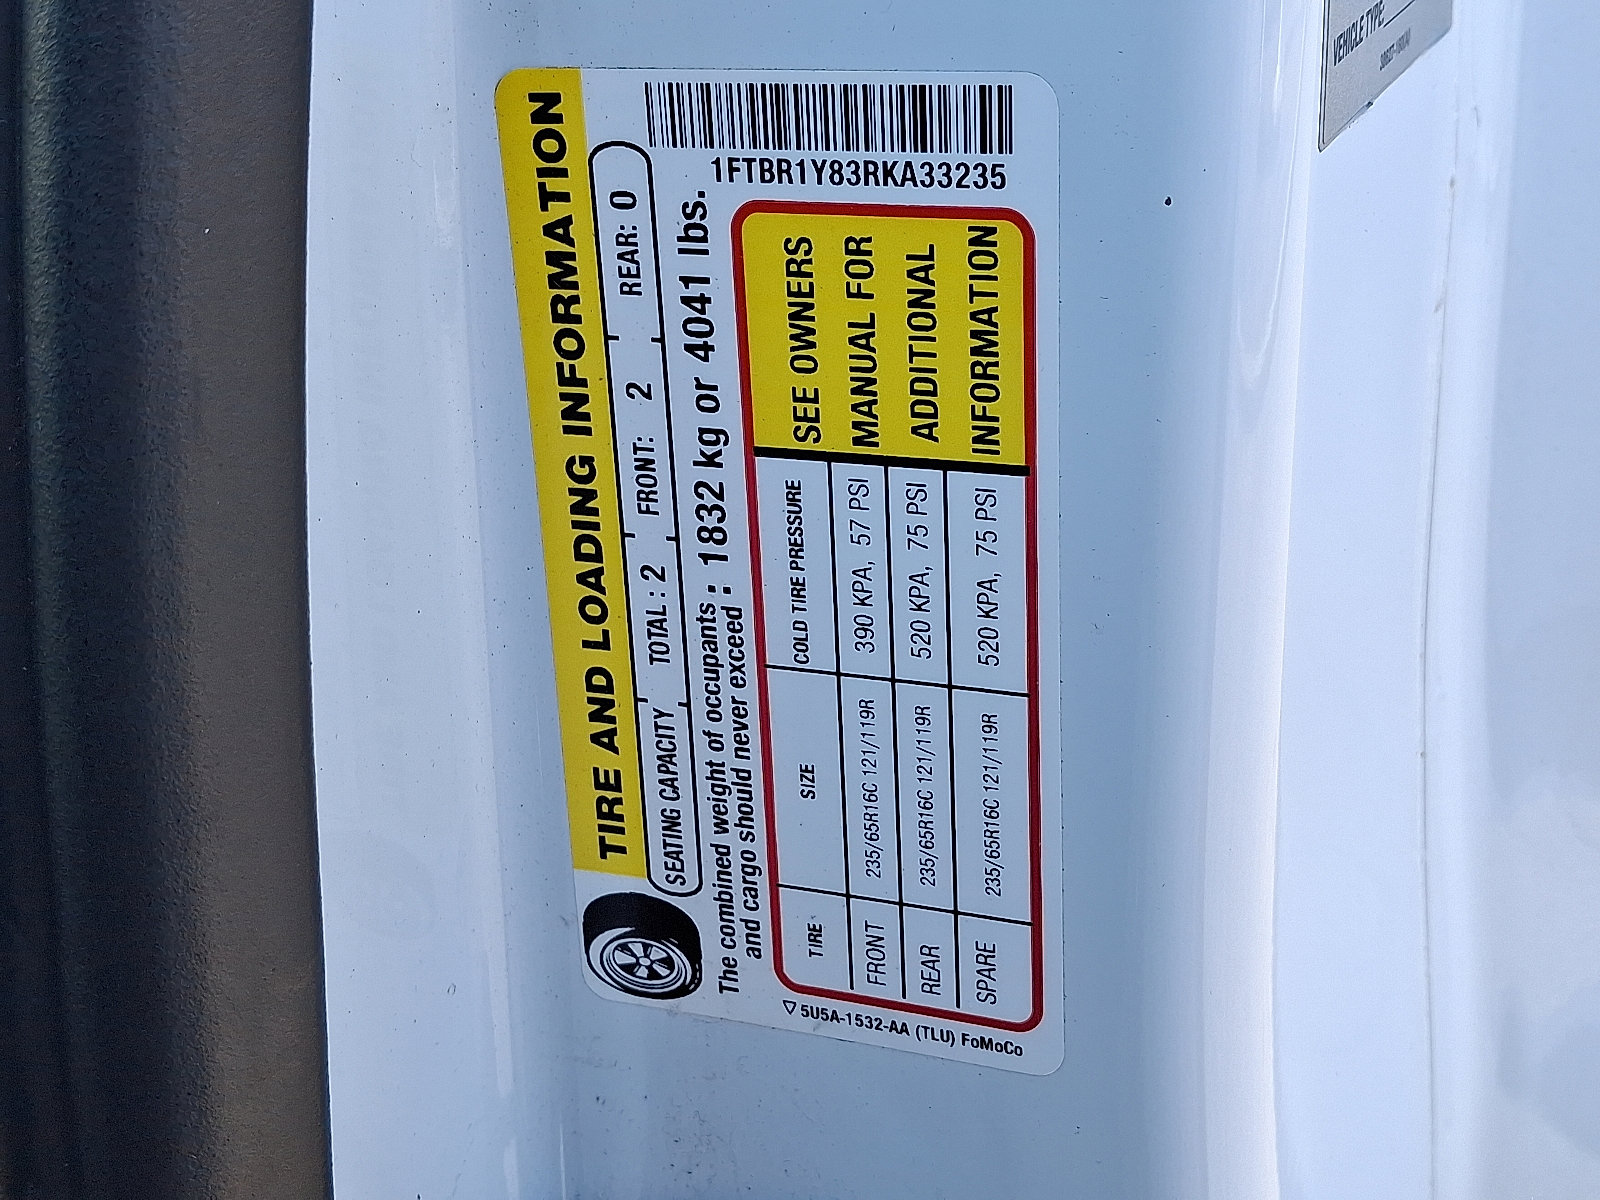 TIRE AND LOADING INFORMATION
SEATING CAPACITY TOTAL : 2 FRONT: 2 REAR: 0
The combined weight of occupants : 1832 kg or 4041 lbs.
and cargo should never exceed :
1FTBR1Y83RKA33235
TIRE SIZE COLD TIRE PRESSURE SEE OWNERS
FRONT 235/65R16C 121/119R 390 KPA, 57 PSI MANUAL FOR
REAR 235/65R16C 121/119R 520 KPA, 75 PSI ADDITIONAL
SPARE 235/65R16C 121/119R 520 KPA, 75 PSI INFORMATION
5U5A-1532-AA (TLU) FoMoCo
VEHICLE TYPE: